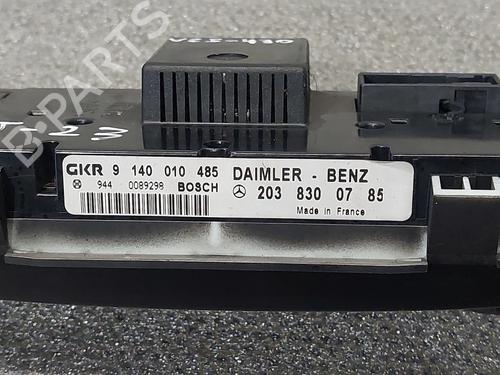 B-PARTS
GKR 9 140 010 485 DAIMLER - BENZ
944 0089298 BOSCH 203 830 07 85
Made in France